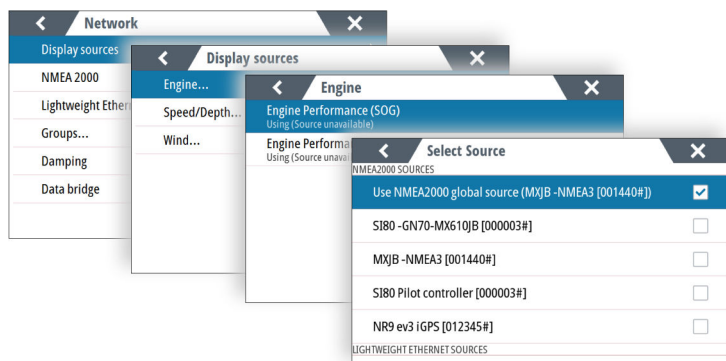 Network
Display sources
NMEA 2000
Lightweight Ether
Groups...
Damping
Data bridge
Display sources
Engine...
Speed/Depth...
Wind...
Engine
Engine Performance (SOG)
Using (Source unavailable)
Engine Performa
Using (Source unavai
Select Source
NMEA2000 SOURCES
Use NMEA2000 global source (MXJB -NMEA3 [001440#])
SI80 -GN70-MX610JB [000003#]
MXJB -NMEA3 [001440#]
SI80 Pilot controller [000003#]
NR9 ev3 iGPS [012345#]
LIGHTWEIGHT ETHERNET SOURCES